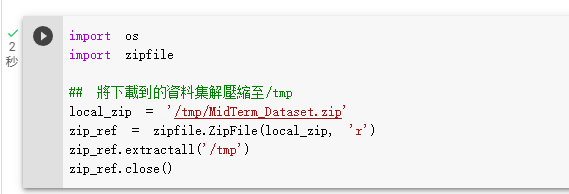 2
秒
import os
import zipfile
## 將下載到的資料集解壓縮至/tmp
local_zip = '/tmp/MidTerm_Dataset.zip'
zip_ref = zipfile.ZipFile(local_zip, 'r')
zip_ref.extractall('/tmp')
zip_ref.close()